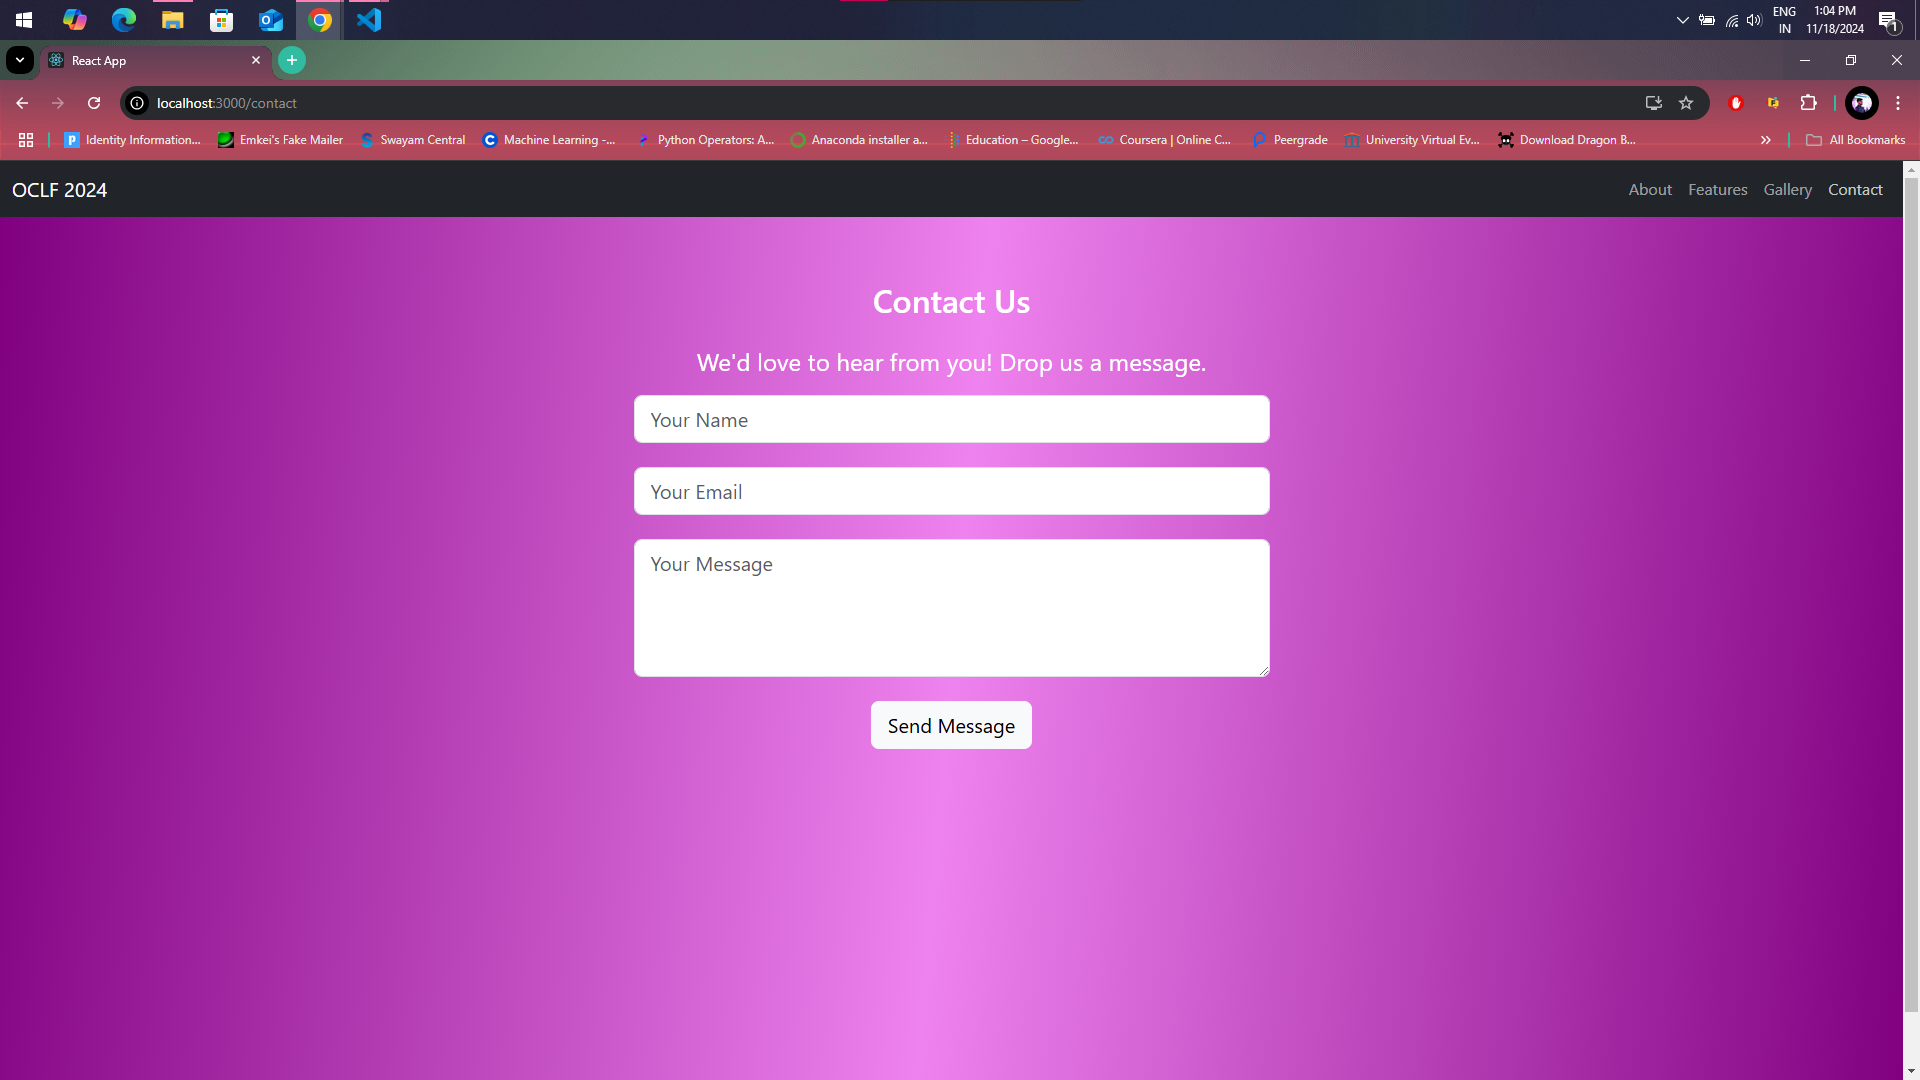 ENG
IN
1:04 PM
11/18/2024
1
React App
localhost:3000/contact
Identity Information...
Emkei's Fake Mailer
Swayam Central
Machine Learning -...
Python Operators: A...
Anaconda installer a...
Education – Google...
Coursera | Online C...
Peergrade
University Virtual Ev...
Download Dragon B...
All Bookmarks
OCLF 2024
About
Features
Gallery
Contact
Contact Us
We'd love to hear from you! Drop us a message.
Your Name
Your Email
Your Message
Send Message